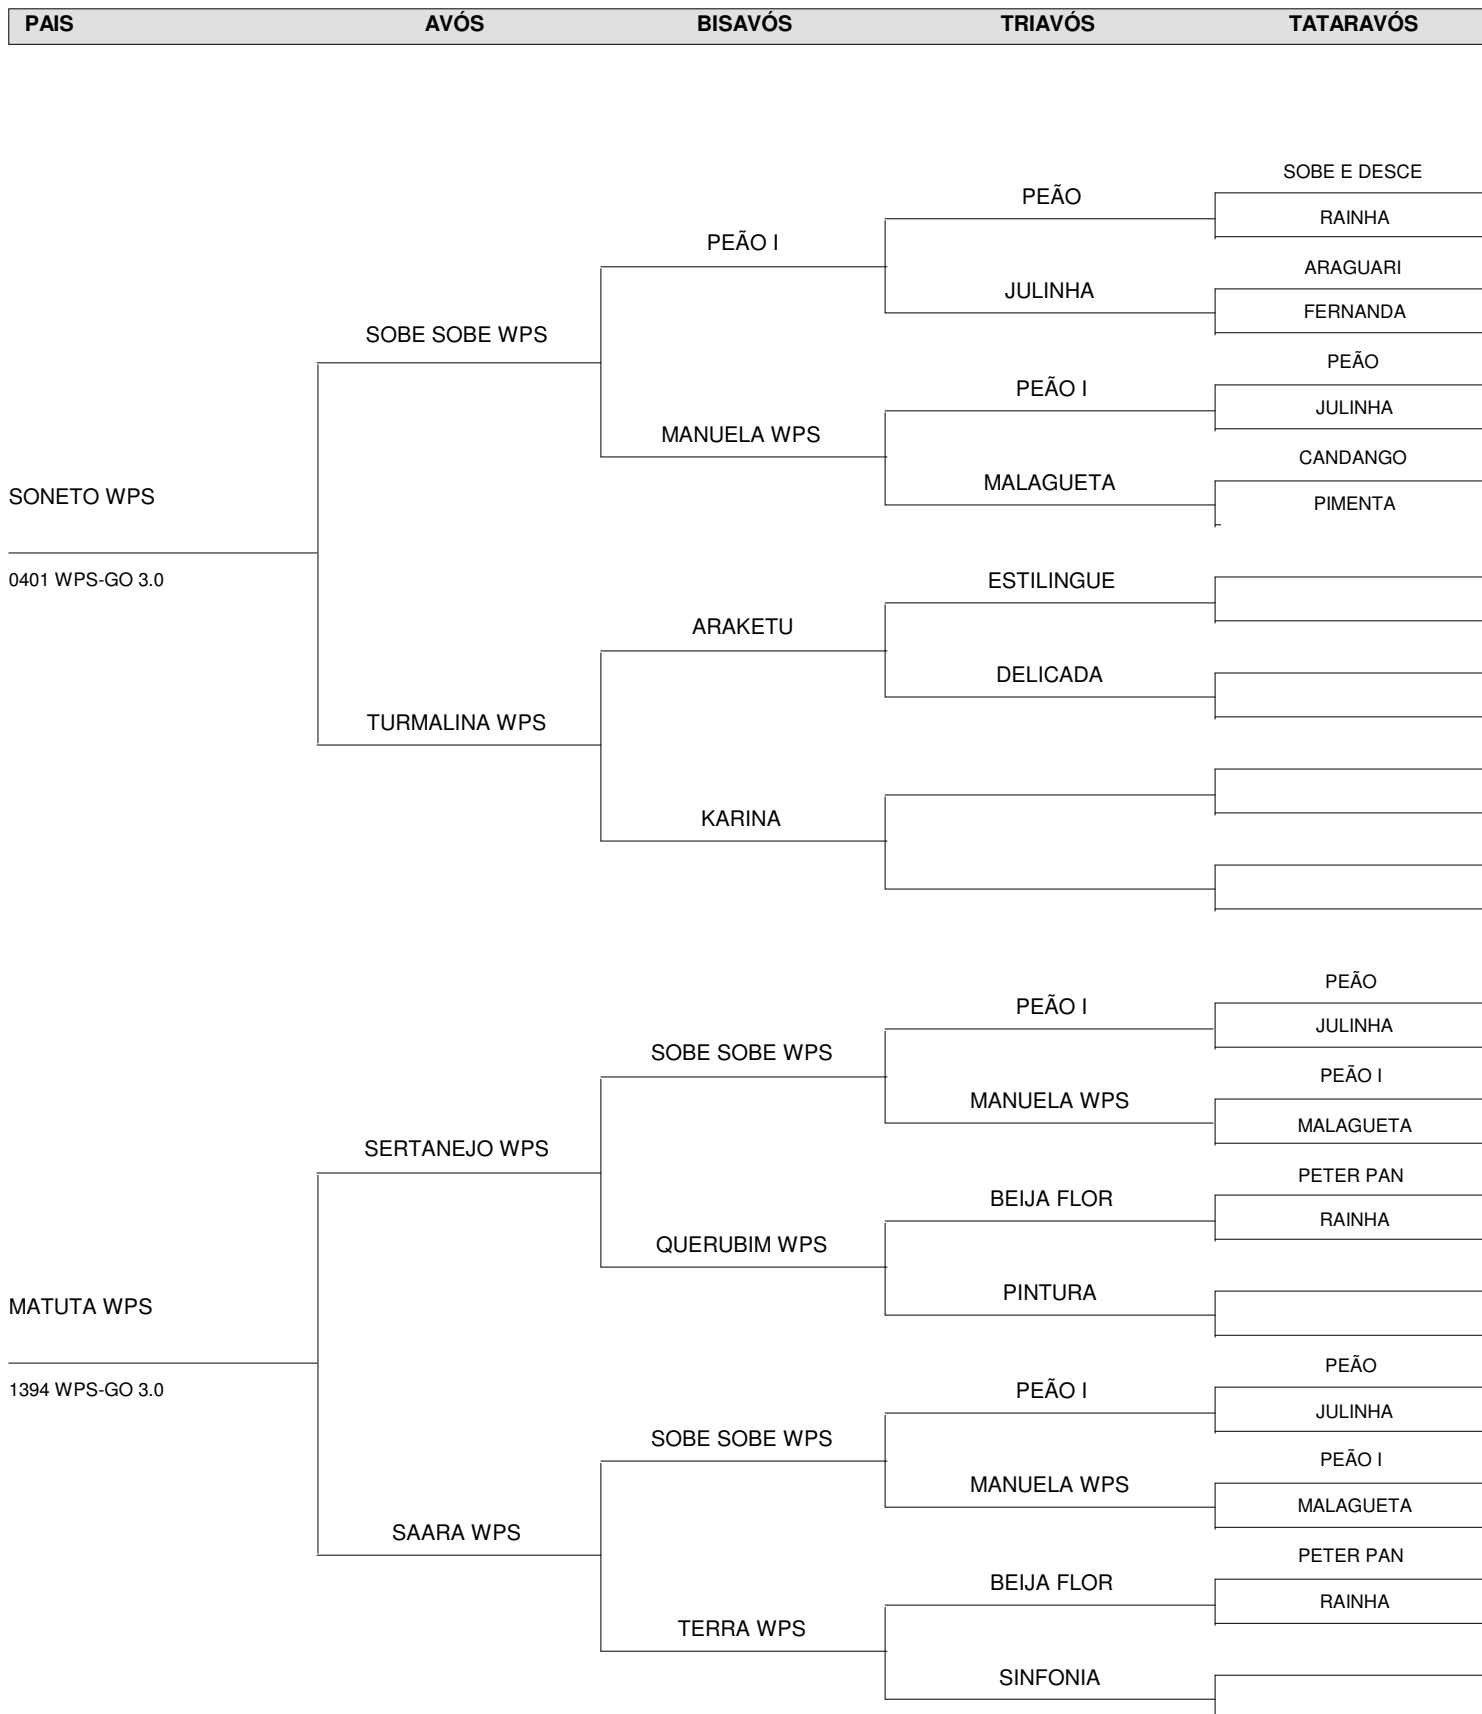 PAIS AVÓS BISAVÓS TRIAVÓS TATARAVÓS
SOBE E DESCE
PEÃO
RAINHA
PEÃO I
ARAGUARI
JULINHA
FERNANDA
SOBE SOBE WPS
PEÃO
PEÃO I
JULINHA
MANUELA WPS
CANDANGO
MALAGUETA
SONETO WPS
PIMENTA
0401 WPS-GO 3.0
ESTILINGUE
ARAKETU
DELICADA
TURMALINA WPS
KARINA
PEÃO
PEÃO I
JULINHA
SOBE SOBE WPS
PEÃO I
MANUELA WPS
MALAGUETA
SERTANEJO WPS
PETER PAN
BEIJA FLOR
RAINHA
QUERUBIM WPS
PINTURA
MATUTA WPS
PEÃO
1394 WPS-GO 3.0
PEÃO I
JULINHA
SOBE SOBE WPS
PEÃO I
MANUELA WPS
MALAGUETA
SAARA WPS
PETER PAN
BEIJA FLOR
RAINHA
TERRA WPS
SINFONIA